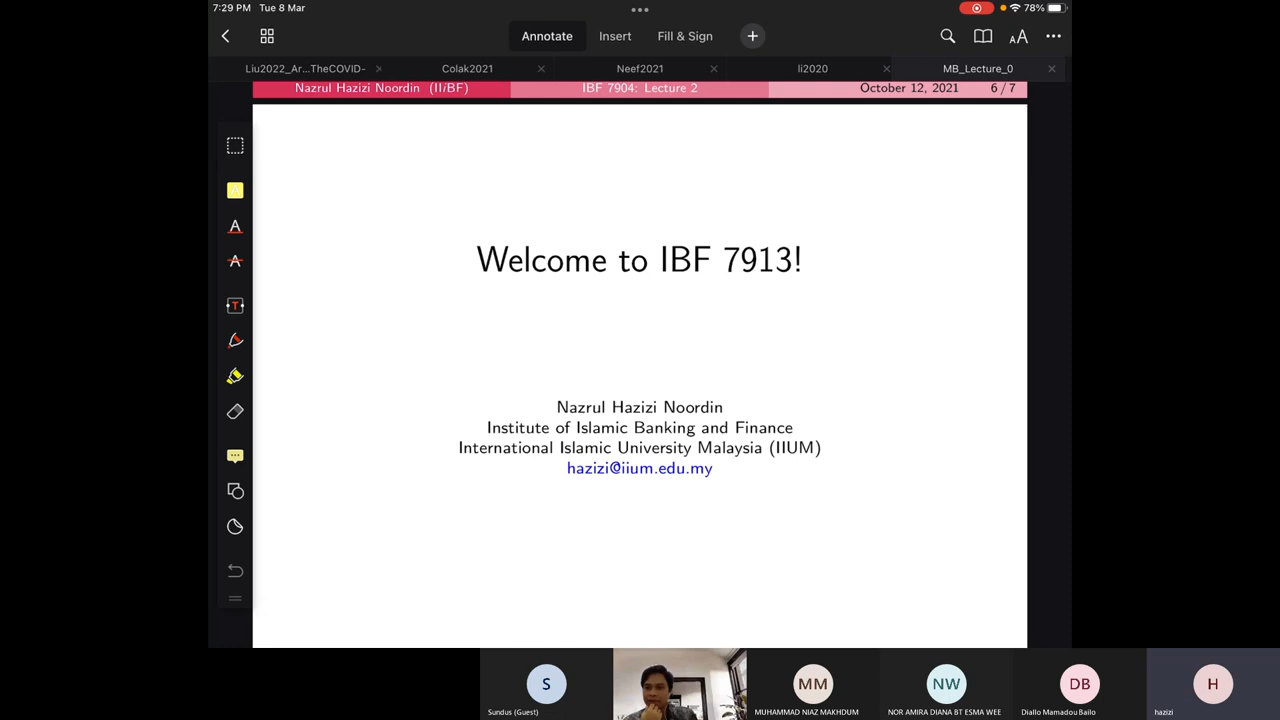 7:29 PM Tue 8 Mar
78%
Annotate Insert Fill & Sign
AA
Liu2022_Ar...TheCOVID- Colak2021 Neef2021 li2020 MB_Lecture_0
Nazrul Hazizi Noordin (IIiBF) IBF 7904: Lecture 2 October 12, 2021 6 / 7
A
A
A
T
Welcome to IBF 7913!
Nazrul Hazizi Noordin
Institute of Islamic Banking and Finance
International Islamic University Malaysia (IIUM)
hazizi@iium.edu.my
S MM NW DB H
Sundus (Guest) MUHAMMAD NIAZ MAKHDUM NOR AMIRA DIANA BT ESMA WEE Diallo Mamadou Bailo hazizi